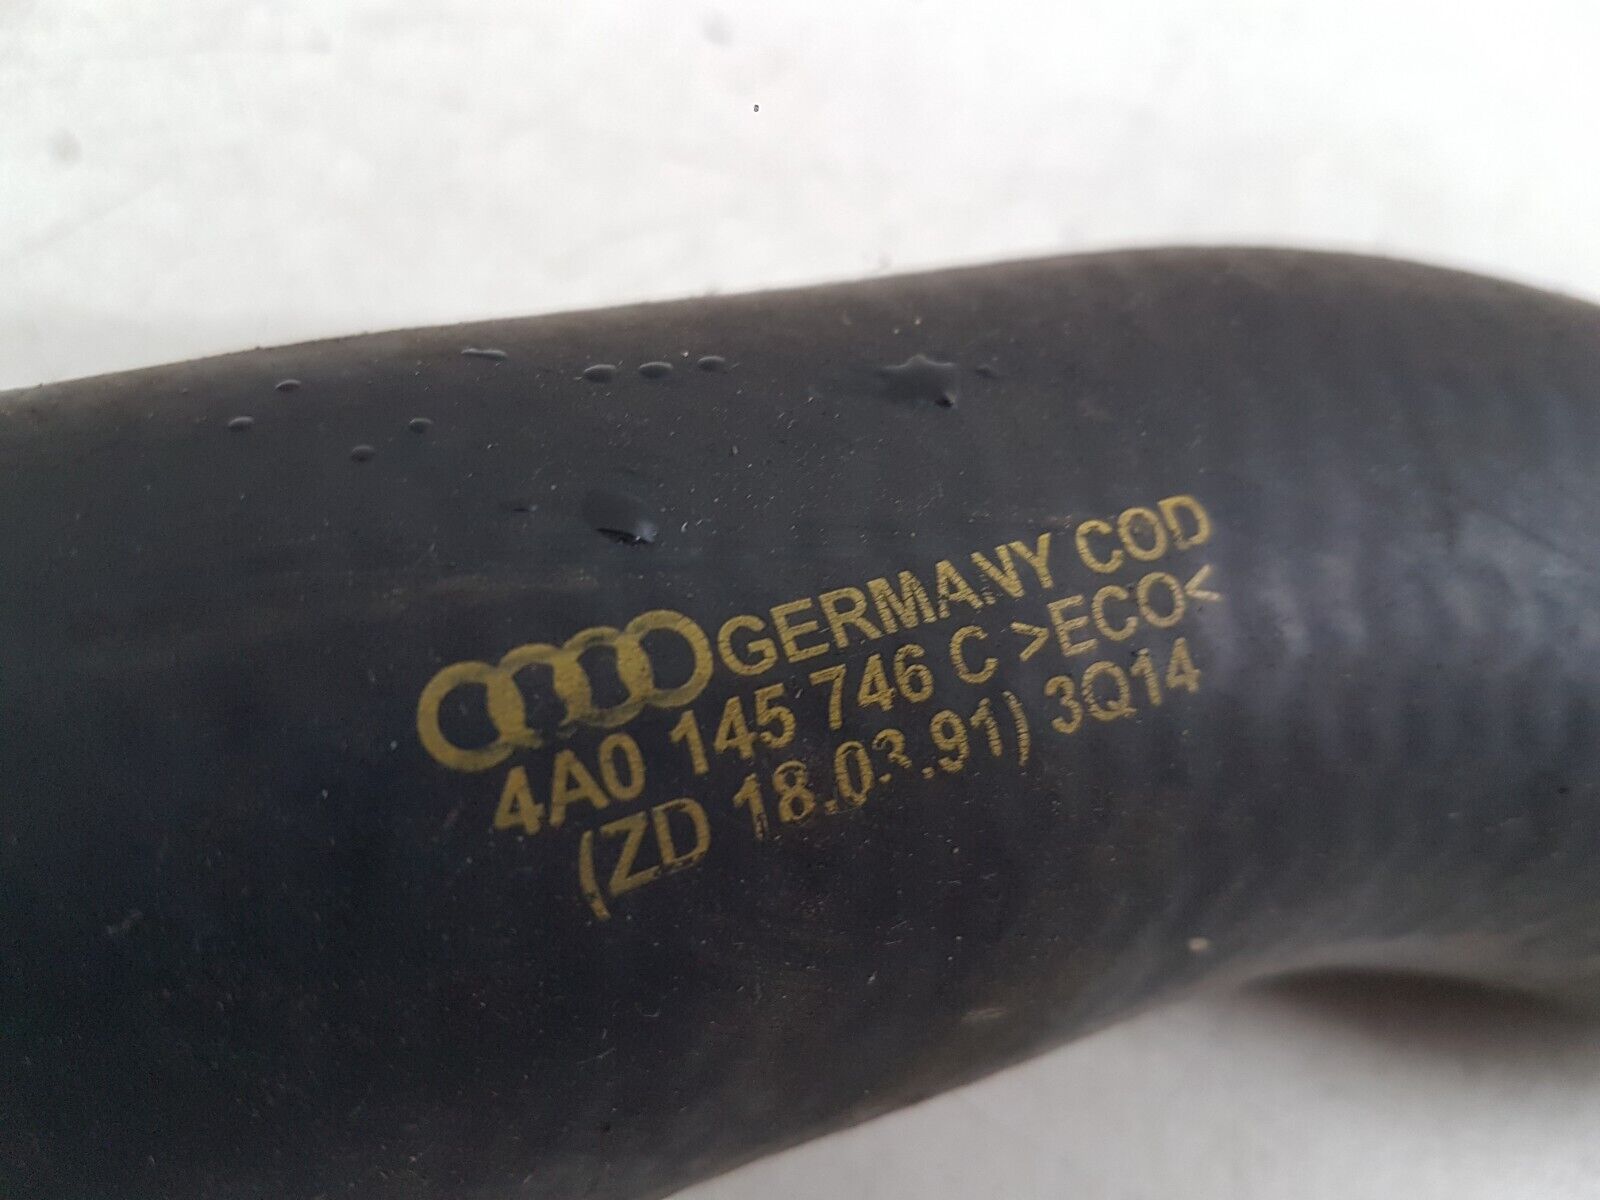 GERMANY COD
4A0 145 746 C >ECO<
(ZD 18.03.91) 3Q14